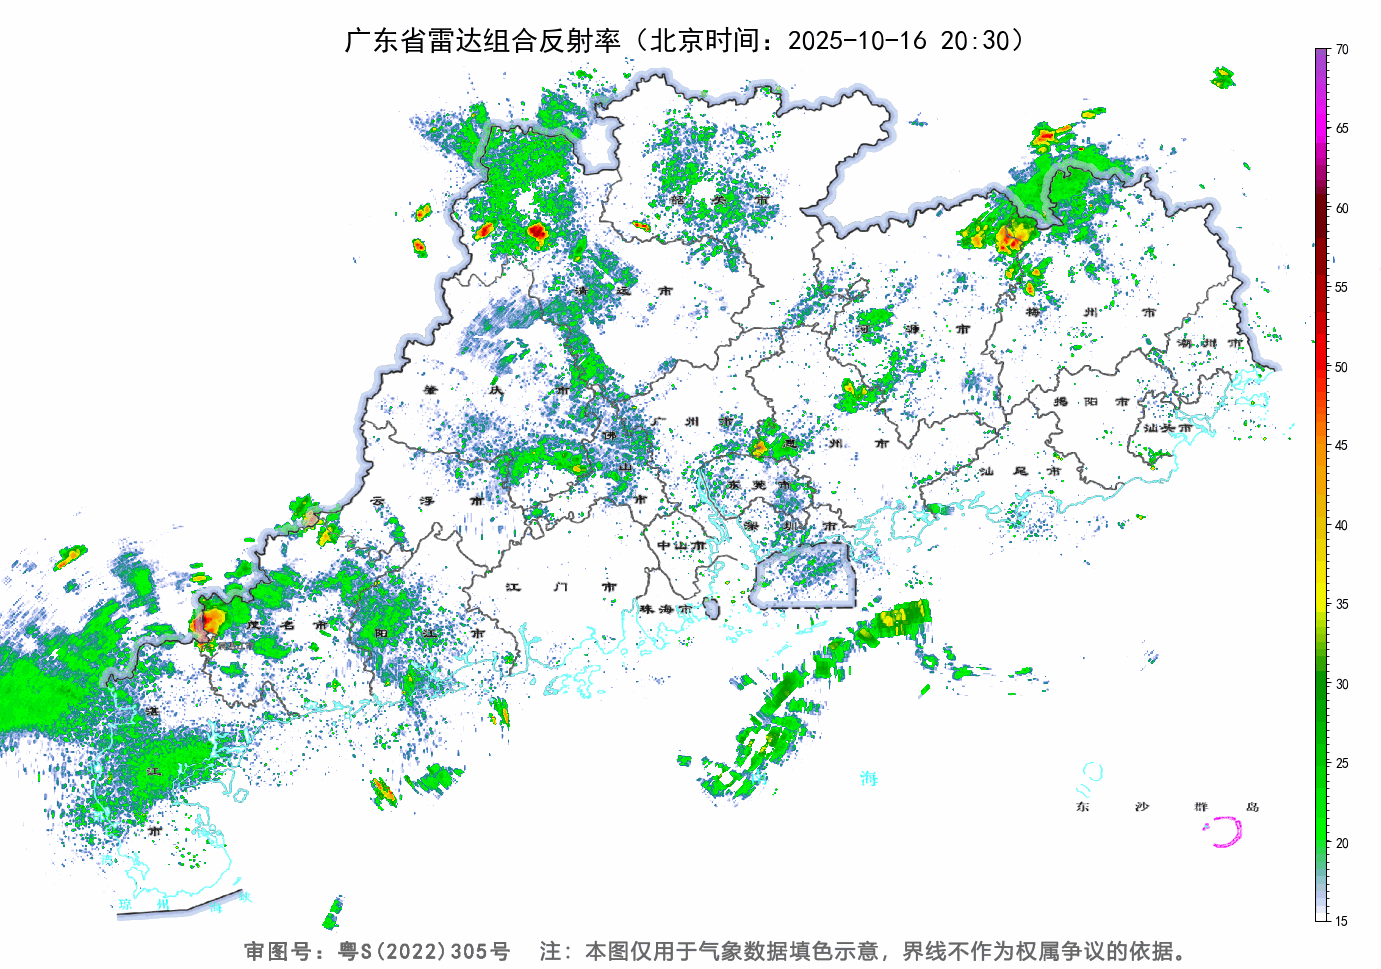 广东省雷达组合反射率（北京时间：2025-10-16 20:30）
70
65
60
55
50
45
40
35
30
25
20
15
韶关市
清远市
河源市
梅州市
潮州市
肇庆市
广州市
佛山市
惠州市
揭阳市
汕头市
汕尾市
东莞市
云浮市
深圳市
中山市
江门市
珠海市
茂名市
阳江市
湛江市
海
东沙群岛
琼州海峡
审图号：粤S(2022)305号 注：本图仅用于气象数据填色示意，界线不作为权属争议的依据。